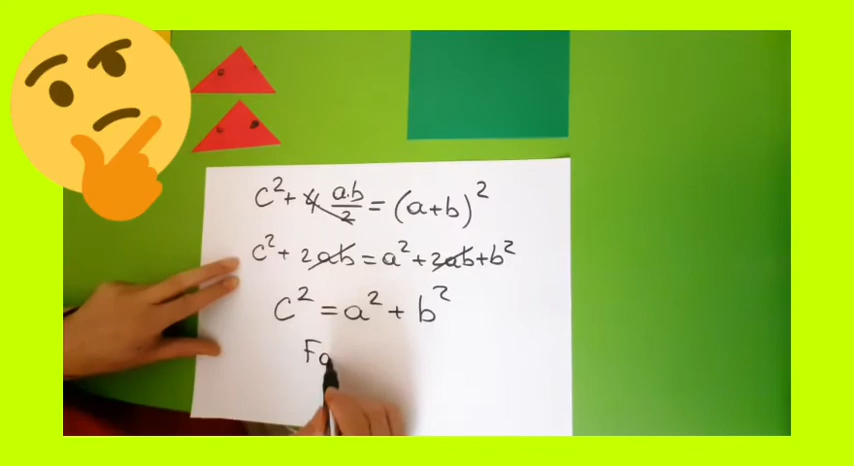 c² + 4 a.b/2 = (a+b)²
c² + 2ab = a² + 2ab + b²
c² = a² + b²
Fa